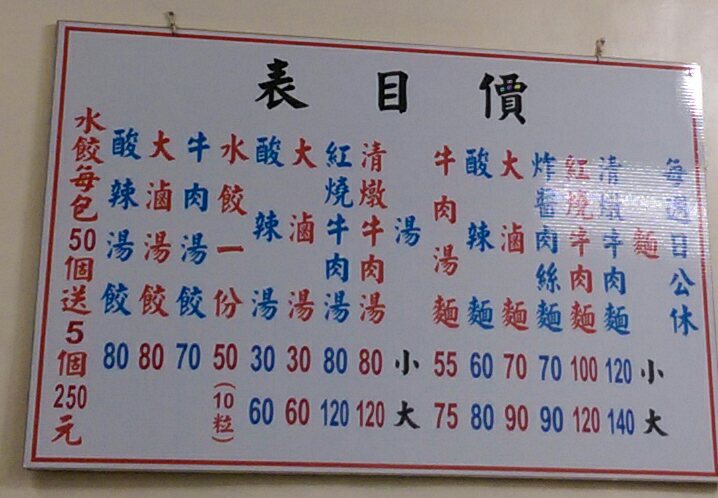 價目表
每週日公休
麵 小 大
清燉牛肉麵 120 140
紅燒牛肉麵 100 120
炸醬肉絲麵 70 90
大滷麵 70 90
酸辣麵 60 80
牛肉湯麵 55 75
湯 小 大
清燉牛肉湯 80 120
紅燒牛肉湯 80 120
大滷湯 30 60
酸辣湯 30 60
水餃一份 50 (10粒)
牛肉湯餃 70
大滷湯餃 80
酸辣湯餃 80
水餃每包50個送5個250元